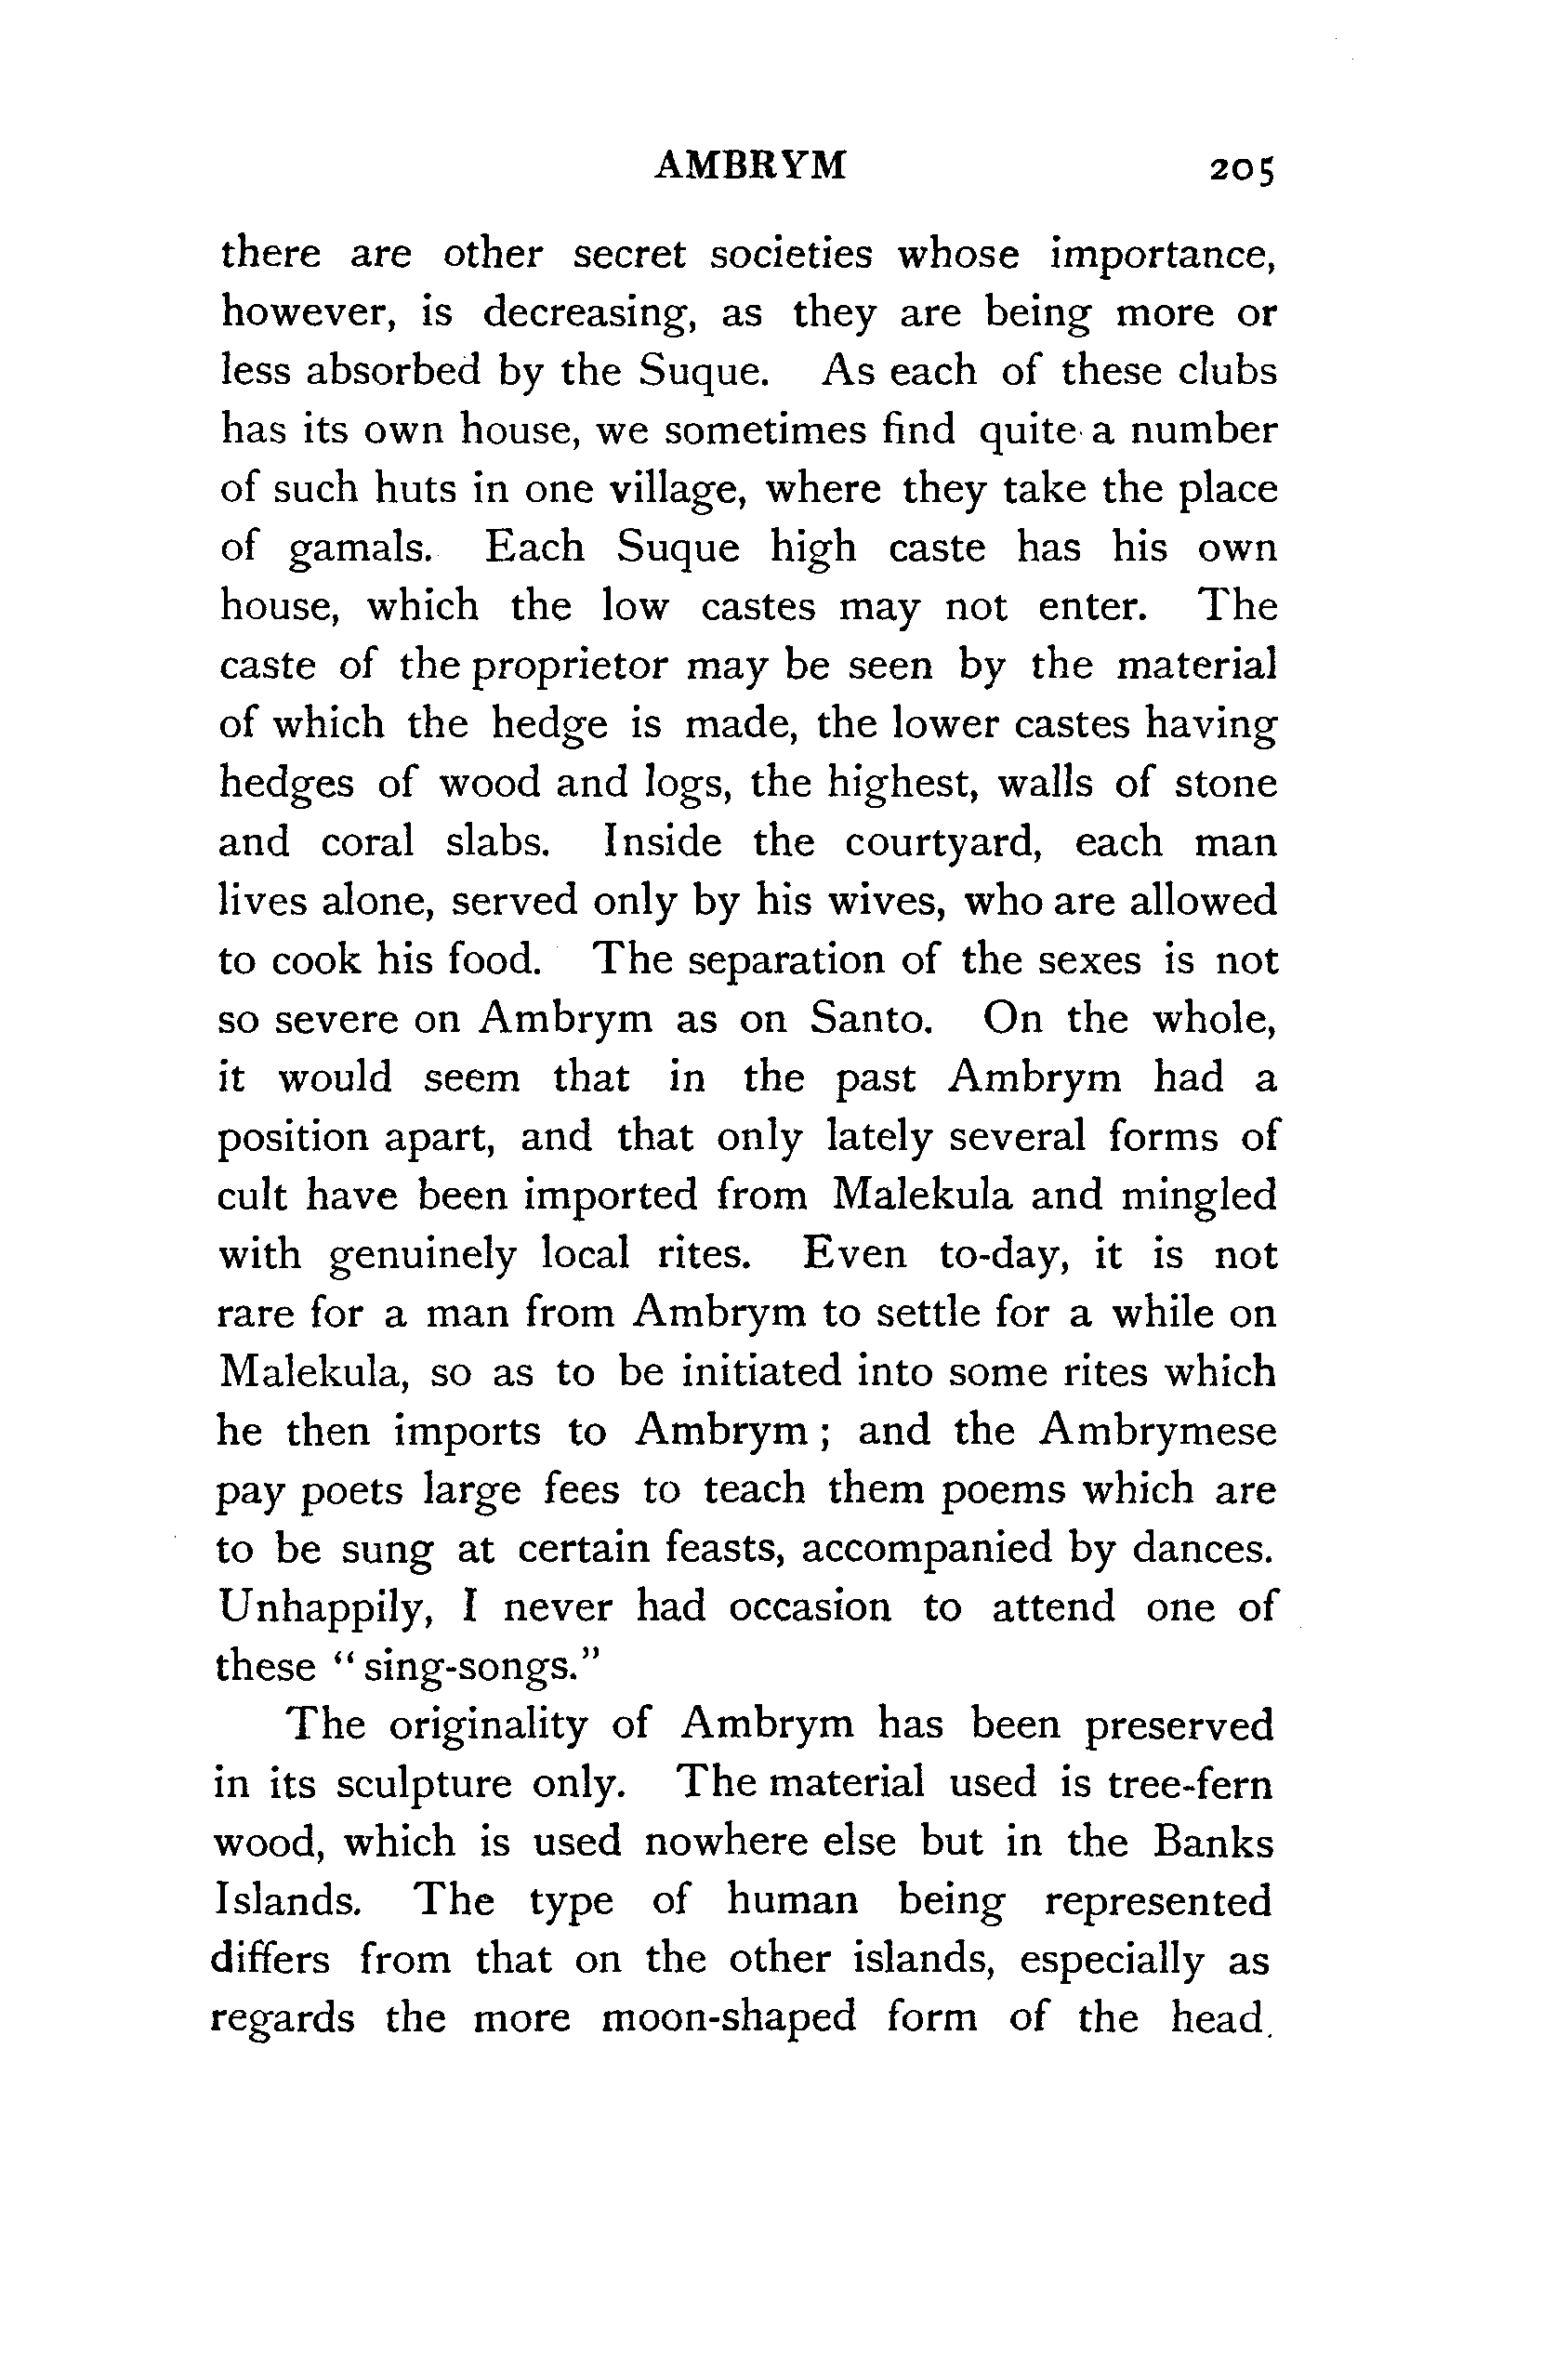 AMBRYM 205
there are other secret societies whose importance,
however, is decreasing, as they are being more or
less absorbed by the Suque. As each of these clubs
has its own house, we sometimes find quite a number
of such huts in one village, where they take the place
of gamals. Each Suque high caste has his own
house, which the low castes may not enter. The
caste of the proprietor may be seen by the material
of which the hedge is made, the lower castes having
hedges of wood and logs, the highest, walls of stone
and coral slabs. Inside the courtyard, each man
lives alone, served only by his wives, who are allowed
to cook his food. The separation of the sexes is not
so severe on Ambrym as on Santo. On the whole,
it would seem that in the past Ambrym had a
position apart, and that only lately several forms of
cult have been imported from Malekula and mingled
with genuinely local rites. Even to-day, it is not
rare for a man from Ambrym to settle for a while on
Malekula, so as to be initiated into some rites which
he then imports to Ambrym ; and the Ambrymese
pay poets large fees to teach them poems which are
to be sung at certain feasts, accompanied by dances.
Unhappily, I never had occasion to attend one of
these “ sing-songs.”
The originality of Ambrym has been preserved
in its sculpture only. The material used is tree-fern
wood, which is used nowhere else but in the Banks
Islands. The type of human being represented
differs from that on the other islands, especially as
regards the more moon-shaped form of the head.